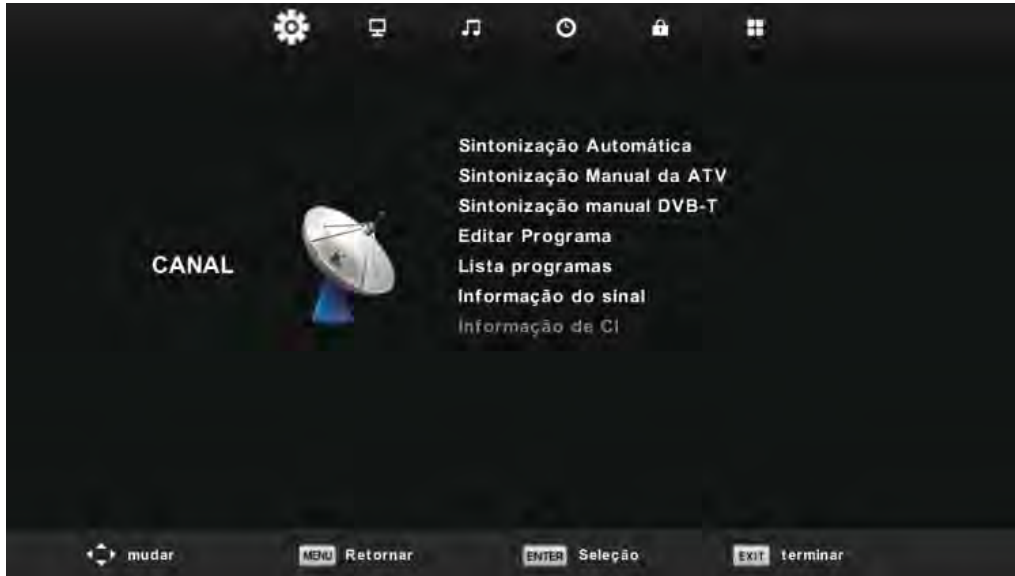 Sintonização Automática
Sintonização Manual da ATV
Sintonização manual DVB-T
Editar Programa
CANAL
Lista programas
Informação do sinal
Informação de CI
mudar MENU Retornar ENTER Seleção EXIT terminar